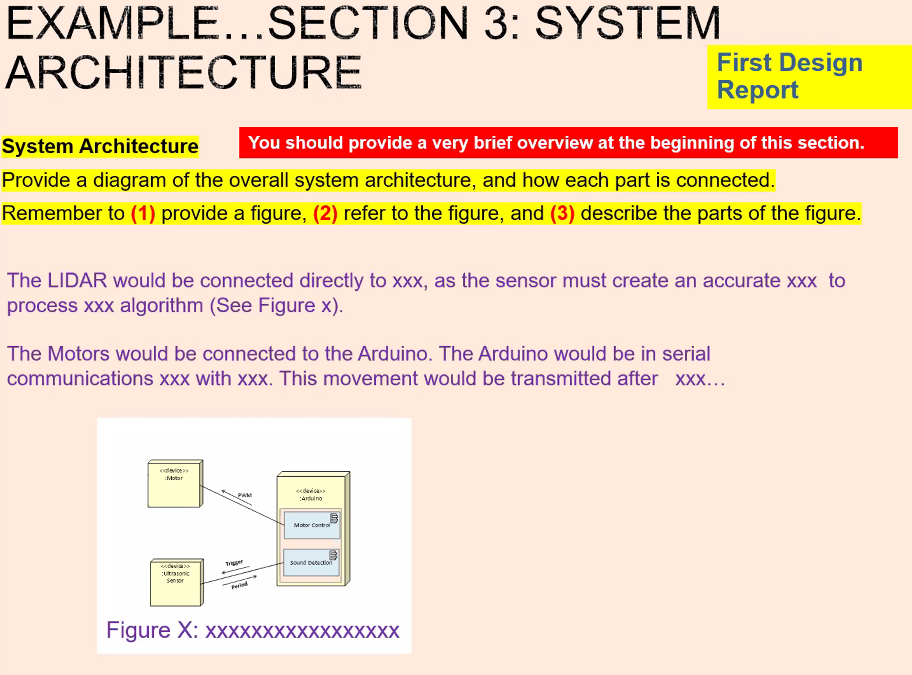 EXAMPLE...SECTION 3: SYSTEM
ARCHITECTURE
First Design
Report
System Architecture
You should provide a very brief overview at the beginning of this section.
Provide a diagram of the overall system architecture, and how each part is connected.
Remember to (1) provide a figure, (2) refer to the figure, and (3) describe the parts of the figure.
The LIDAR would be connected directly to xxx, as the sensor must create an accurate xxx to
process xxx algorithm (See Figure x).
The Motors would be connected to the Arduino. The Arduino would be in serial
communications xxx with xxx. This movement would be transmitted after xxx...
<<device>>
:Motor
PWM
<<device>>
:Arduino
Motor Control
Sound Detection
<<device>>
:Ultrasonic
Sensor
Trigger
Period
Figure X: xxxxxxxxxxxxxxxxx